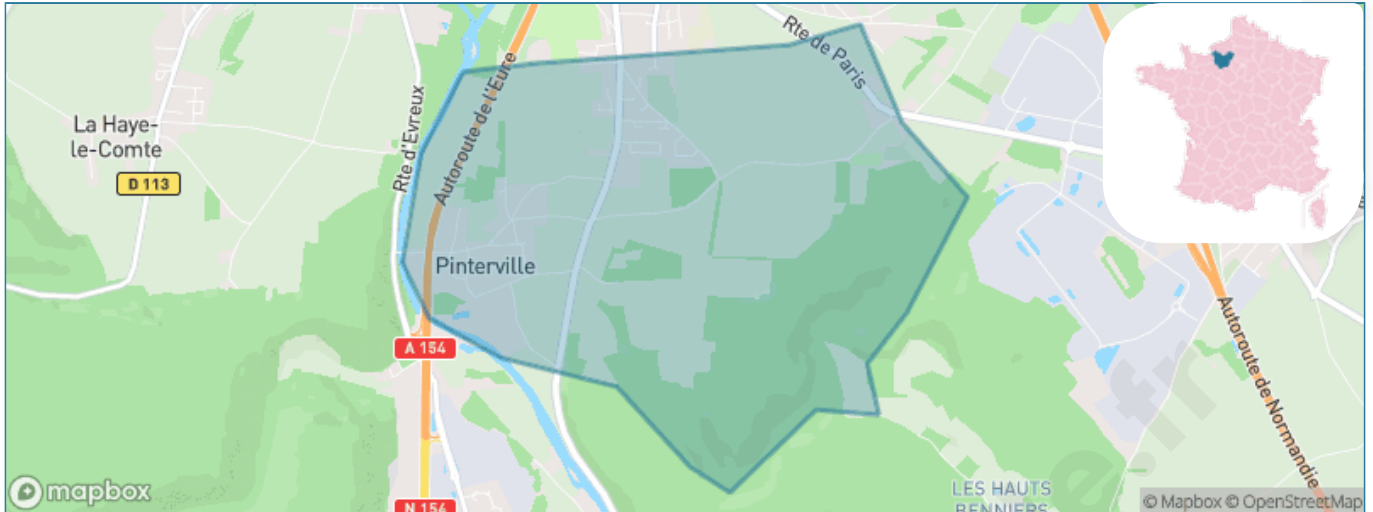 Rte de Paris
La Haye-
le-Comte
D 113
Rte d'Evreux
Autoroute de l'Eure
Pinterville
A 154
Autoroute de Normandie
LES HAUTS
BENNIERS
N 154
mapbox
© Mapbox © OpenStreetMap